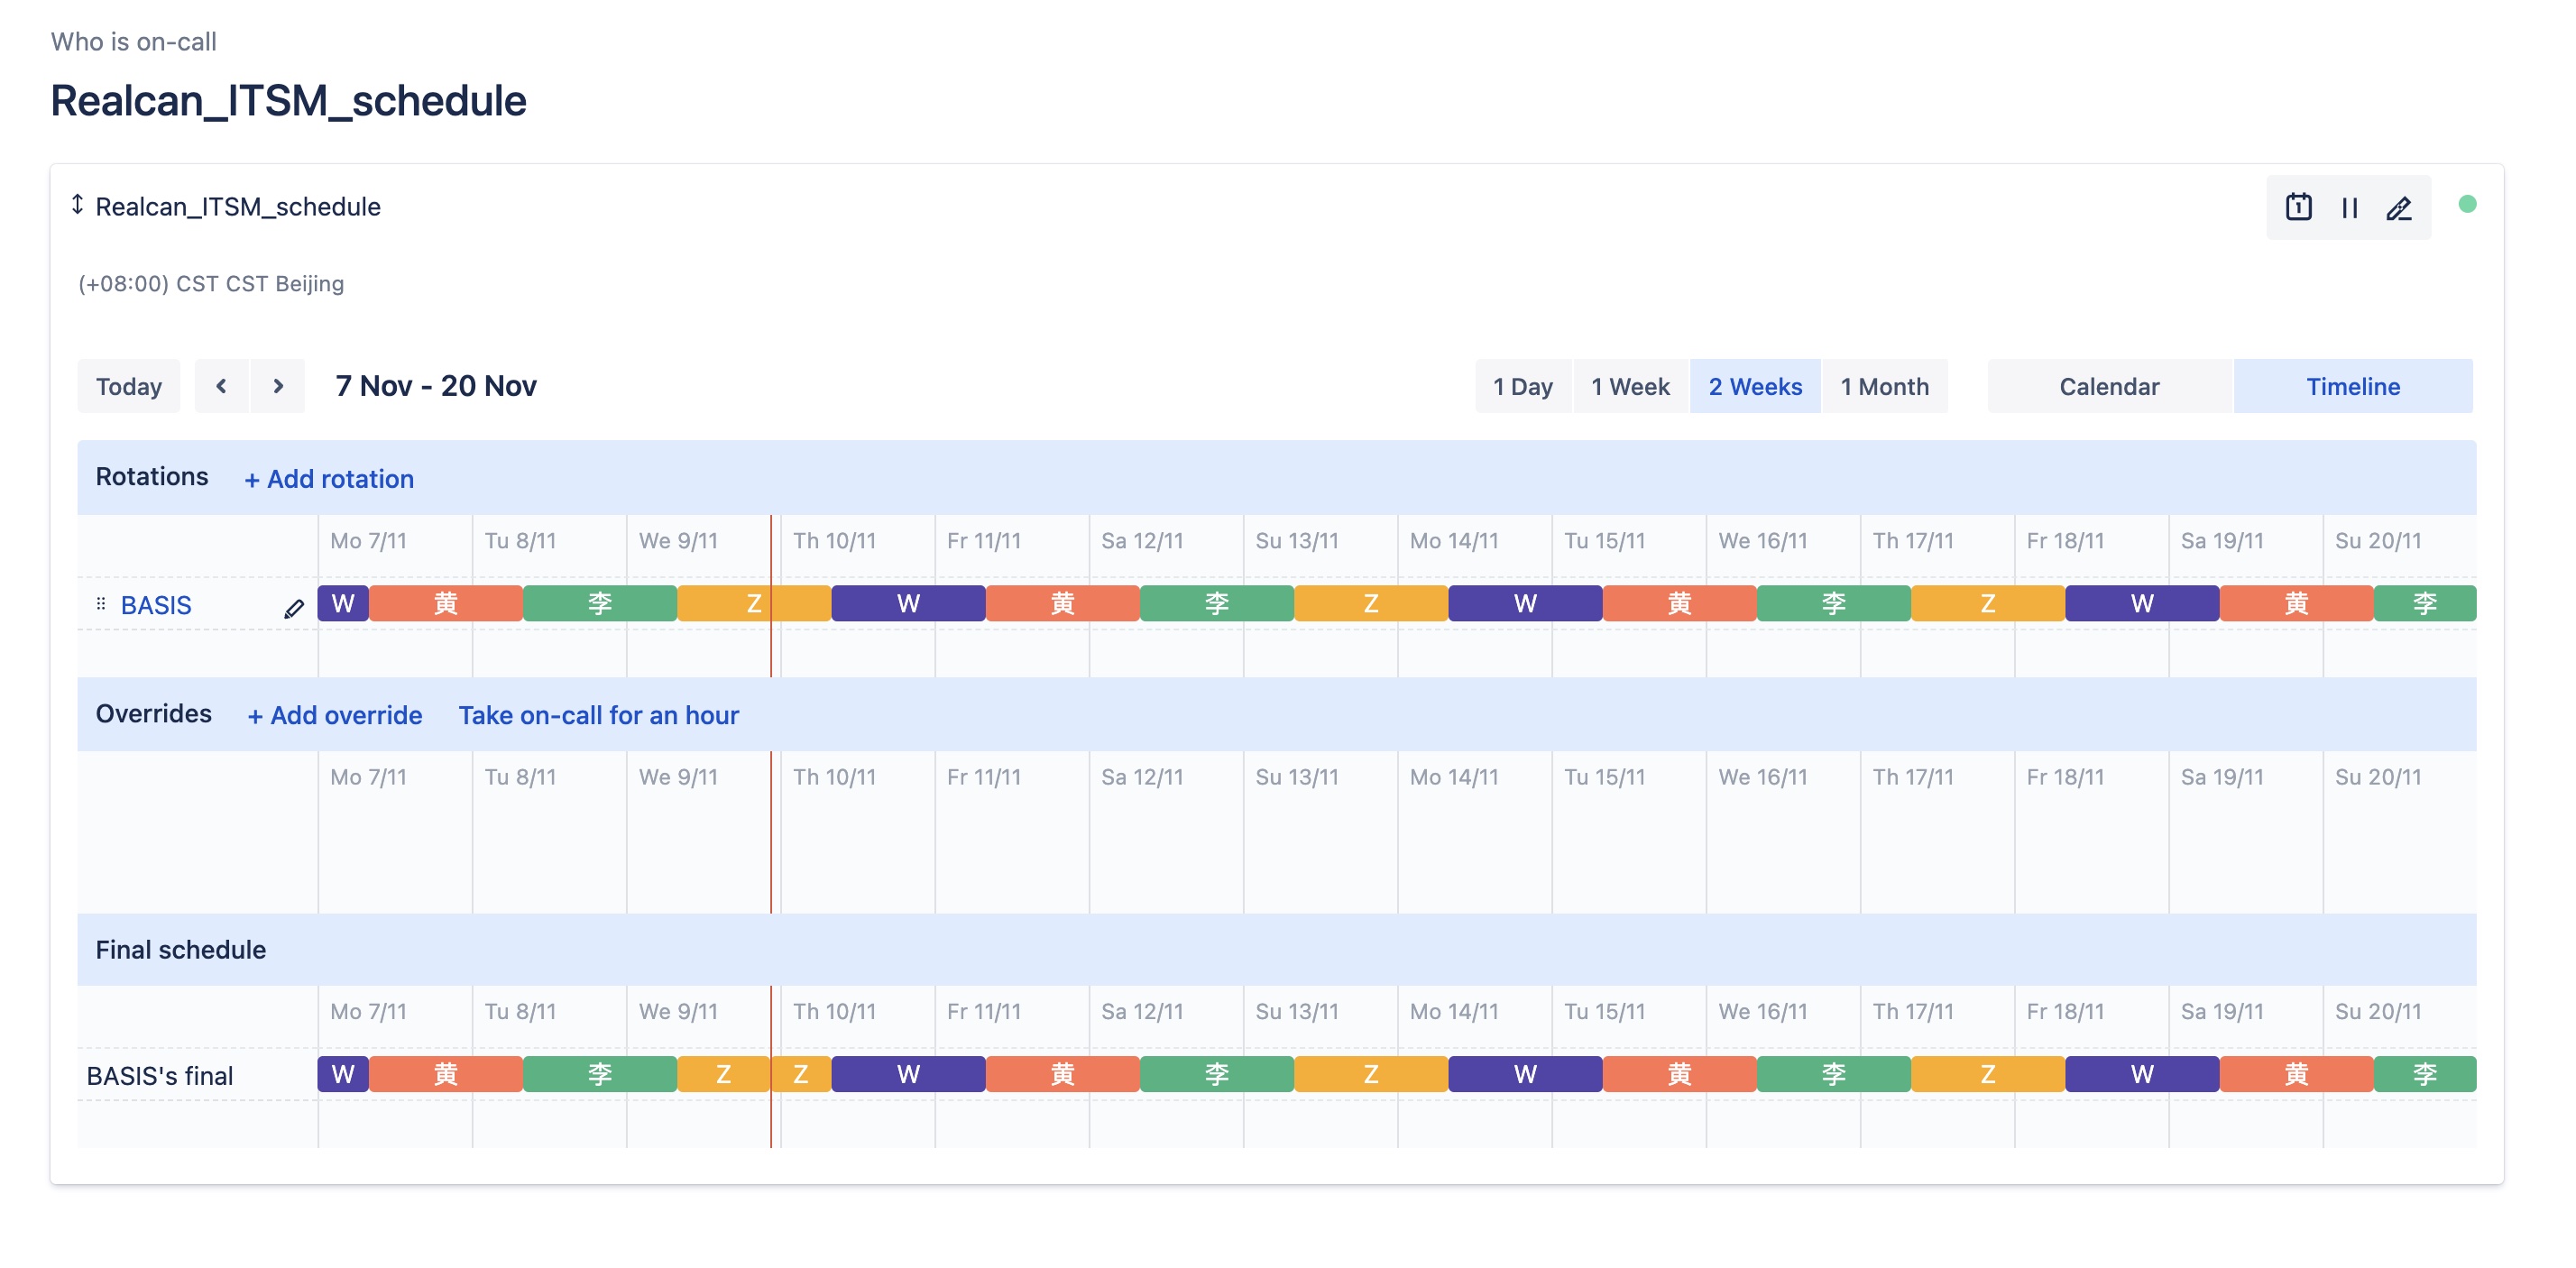 Who is on-call
Realcan_ITSM_schedule
Realcan_ITSM_schedule
(+08:00) CST CST Beijing
Today 7 Nov - 20 Nov 1 Day 1 Week 2 Weeks 1 Month Calendar Timeline
Rotations + Add rotation
Mo 7/11 Tu 8/11 We 9/11 Th 10/11 Fr 11/11 Sa 12/11 Su 13/11 Mo 14/11 Tu 15/11 We 16/11 Th 17/11 Fr 18/11 Sa 19/11 Su 20/11
BASIS W 黄 李 Z W 黄 李 Z W 黄 李 Z W 黄 李
Overrides + Add override Take on-call for an hour
Mo 7/11 Tu 8/11 We 9/11 Th 10/11 Fr 11/11 Sa 12/11 Su 13/11 Mo 14/11 Tu 15/11 We 16/11 Th 17/11 Fr 18/11 Sa 19/11 Su 20/11
Final schedule
Mo 7/11 Tu 8/11 We 9/11 Th 10/11 Fr 11/11 Sa 12/11 Su 13/11 Mo 14/11 Tu 15/11 We 16/11 Th 17/11 Fr 18/11 Sa 19/11 Su 20/11
BASIS's final W 黄 李 Z Z W 黄 李 Z W 黄 李 Z W 黄 李